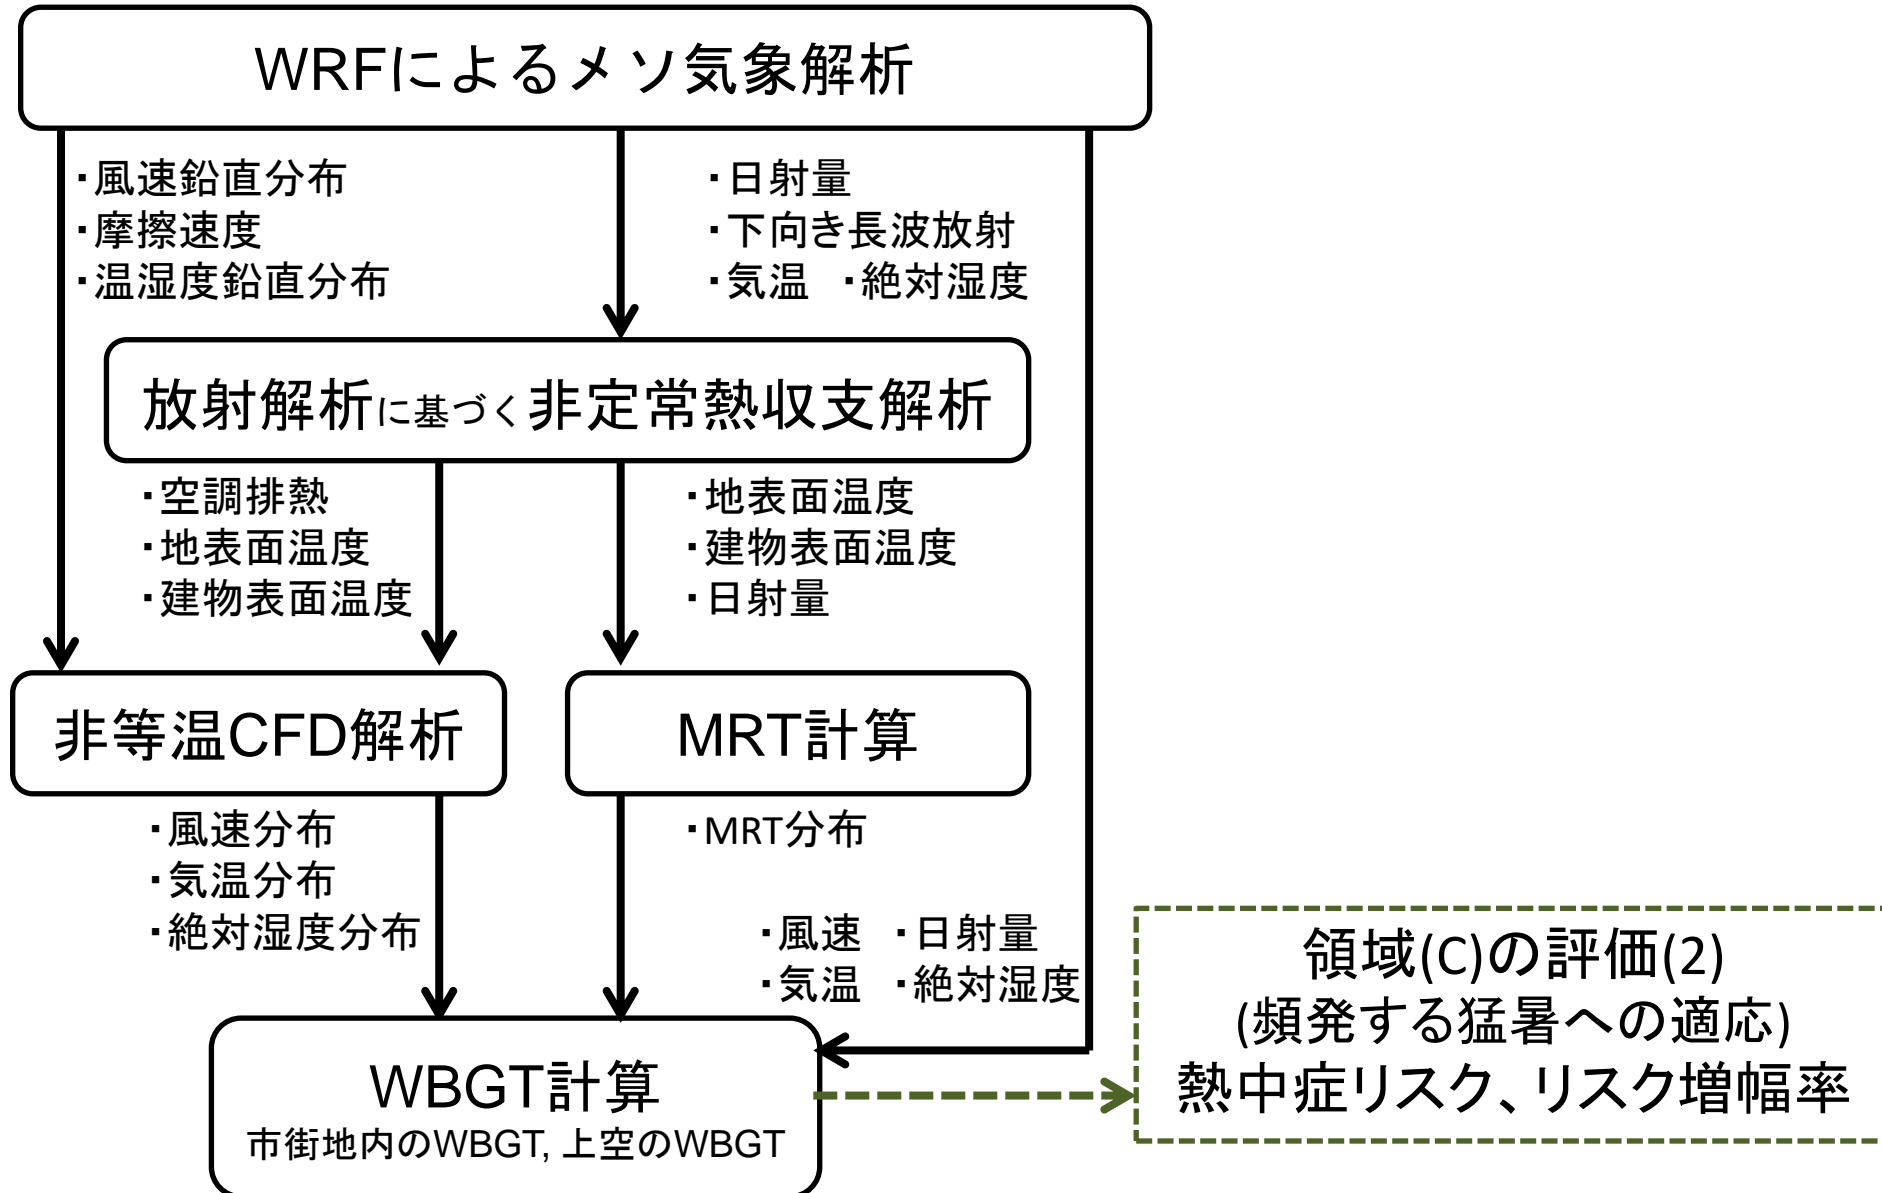 WRFによるメソ気象解析
・風速鉛直分布
・摩擦速度
・温湿度鉛直分布
・日射量
・下向き長波放射
・気温 ・絶対湿度
放射解析に基づく非定常熱収支解析
・空調排熱
・地表面温度
・建物表面温度
・地表面温度
・建物表面温度
・日射量
非等温CFD解析
MRT計算
・風速分布
・気温分布
・絶対湿度分布
・MRT分布
・風速 ・日射量
・気温 ・絶対湿度
WBGT計算
市街地内のWBGT, 上空のWBGT
領域(C)の評価(2)
(頻発する猛暑への適応)
熱中症リスク、リスク増幅率